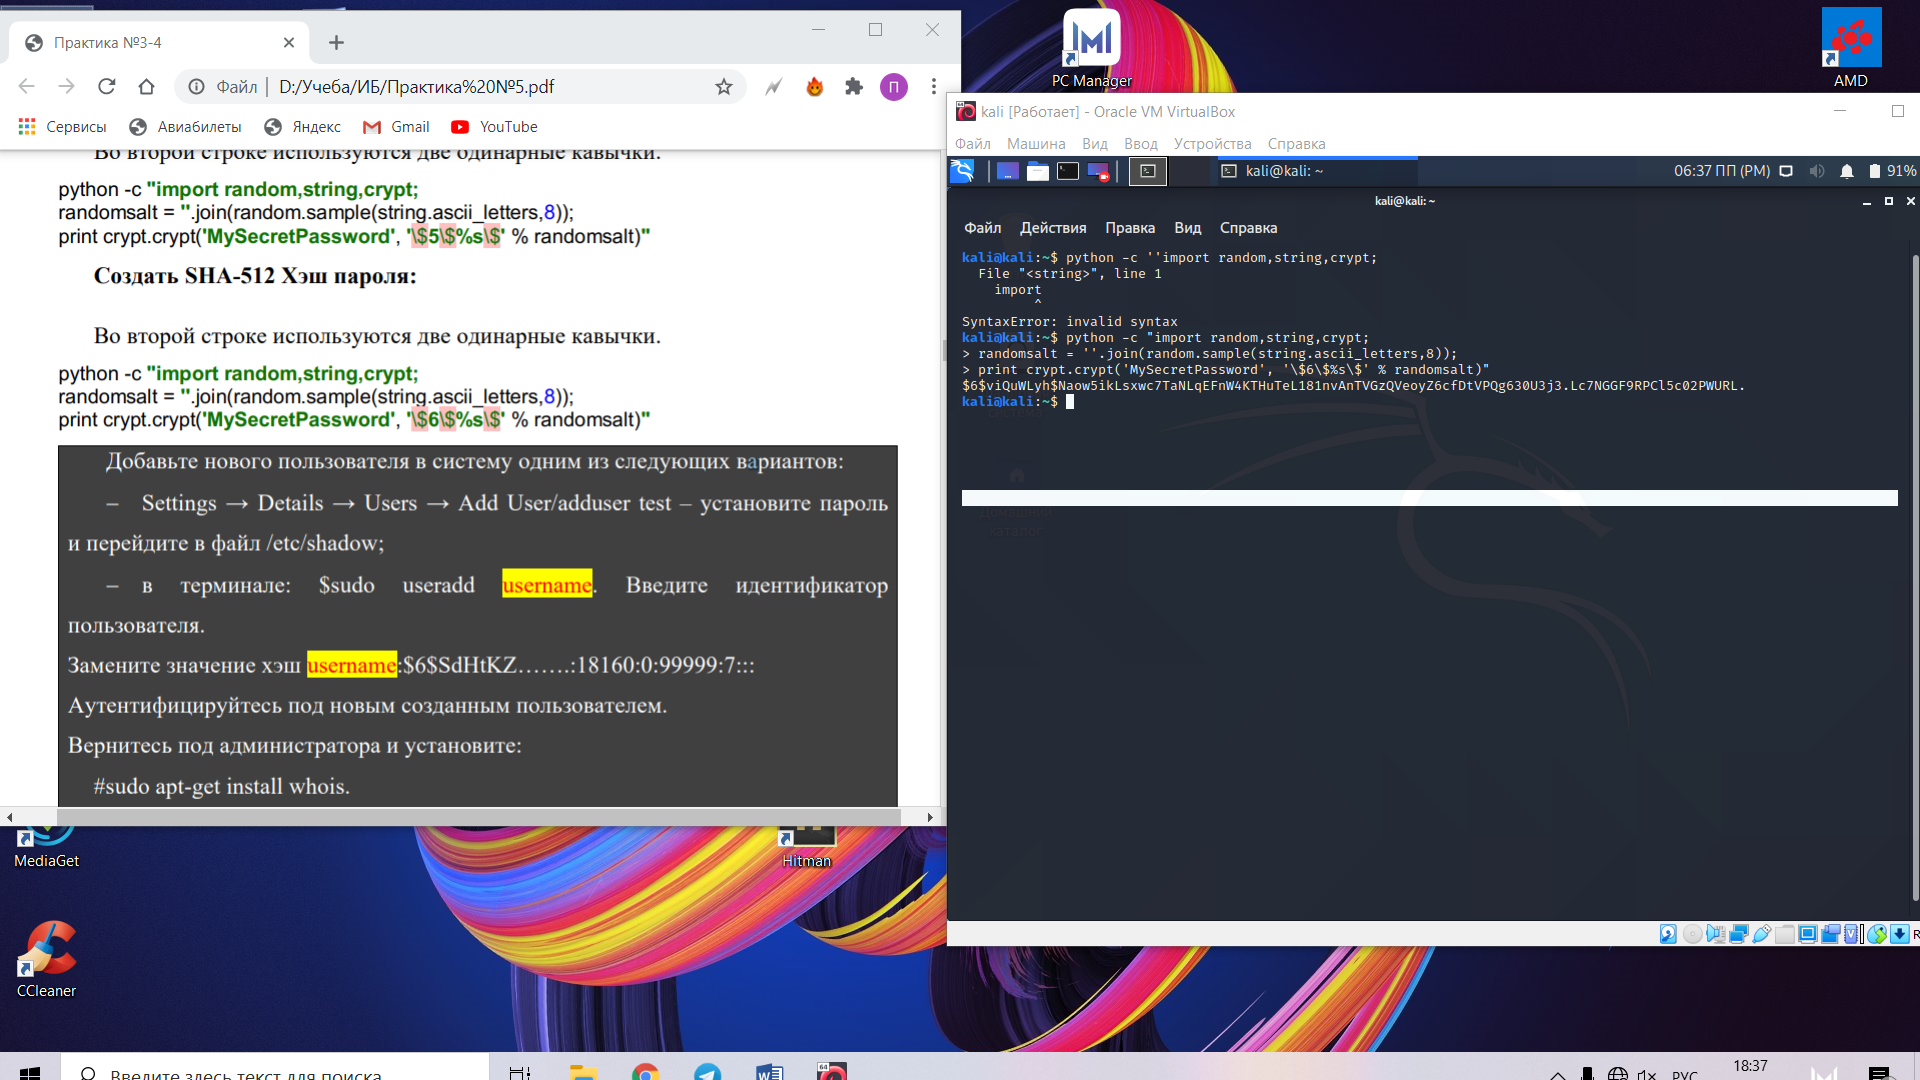 Практика №3-4
Файл | D:/Учеба/ИБ/Практика%20№5.pdf
П
Сервисы Авиабилеты Яндекс Gmail YouTube
Во второй строке используются две одинарные кавычки.
python -c "import random,string,crypt;
randomsalt = ''.join(random.sample(string.ascii_letters,8));
print crypt.crypt('MySecretPassword', '\$5\$%s\$' % randomsalt)"
Создать SHA-512 Хэш пароля:
Во второй строке используются две одинарные кавычки.
python -c "import random,string,crypt;
randomsalt = ''.join(random.sample(string.ascii_letters,8));
print crypt.crypt('MySecretPassword', '\$6\$%s\$' % randomsalt)"
Добавьте нового пользователя в систему одним из следующих вариантов:
– Settings → Details → Users → Add User/adduser test – установите пароль
и перейдите в файл /etc/shadow;
– в терминале: $sudo useradd username. Введите идентификатор
пользователя.
Замените значение хэш username:$6$SdHtKZ…….:18160:0:99999:7:::
Аутентифицируйтесь под новым созданным пользователем.
Вернитесь под администратора и установите:
#sudo apt-get install whois.
PC Manager
AMD
kali [Работает] - Oracle VM VirtualBox
Файл Машина Вид Ввод Устройства Справка
kali@kali: ~
06:37 ПП (PM)
91%
kali@kali: ~
Файл Действия Правка Вид Справка
kali@kali:~$ python -c ''import random,string,crypt;
File "<string>", line 1
import
^
SyntaxError: invalid syntax
kali@kali:~$ python -c "import random,string,crypt;
> randomsalt = ''.join(random.sample(string.ascii_letters,8));
> print crypt.crypt('MySecretPassword', '\$6\$%s\$' % randomsalt)"
$6$viQuWLyh$Naow5ikLsxwc7TaNLqEFnW4KTHuTeL181nvAnTVGzQVeoyZ6cfDtVPQg630U3j3.Lc7NGGF9RPCl5c02PWURL.
kali@kali:~$
MediaGet
Hitman
CCleaner
Введите здесь текст для поиска
РУС
18:37